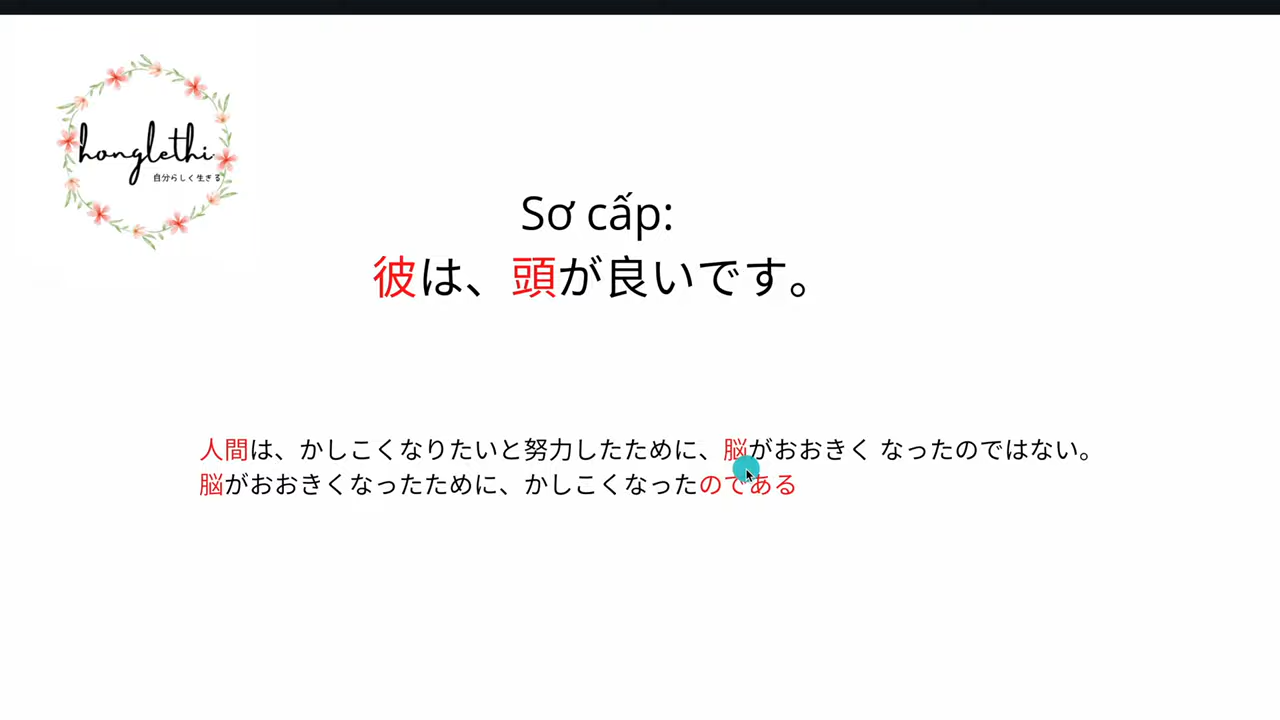 honglethi
自分らしく生きる
Sơ cấp:
彼は、頭が良いです。
人間は、かしこくなりたいと努力したために、脳がおおきく なったのではない。
脳がおおきくなったために、かしこくなったのである